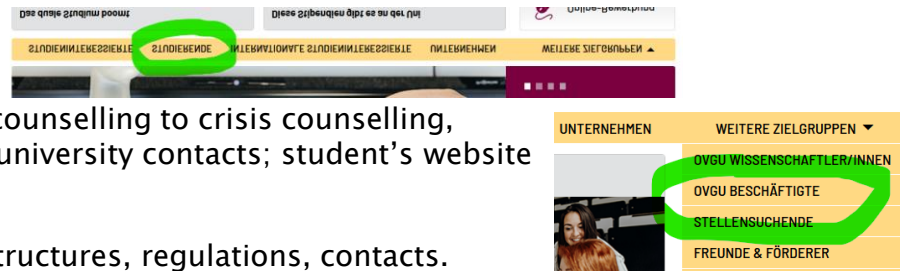 Das duale Studium boomt
Diese Stipendien gibt es an der Uni
Online-Bewerbung
STUDIENINTERESSIERTE STUDIERENDE INTERNATIONALE STUDIENINTERESSIERTE UNTERNEHMEN WEITERE ZIELGRUPPEN
counselling to crisis counselling,
university contacts; student's website
tructures, regulations, contacts.
UNTERNEHMEN WEITERE ZIELGRUPPEN
OVGU WISSENSCHAFTLER/INNEN
OVGU BESCHÄFTIGTE
STELLENSUCHENDE
FREUNDE & FÖRDERER